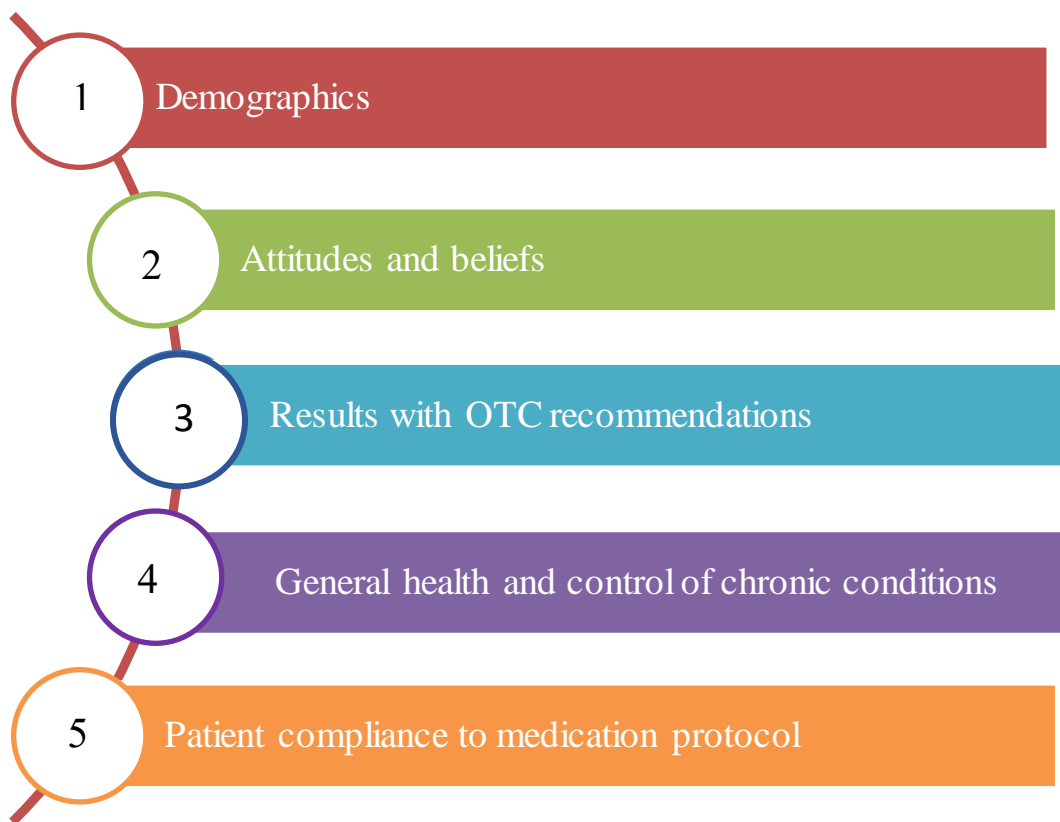 1
Demographics
2
Attitudes and beliefs
3
Results with OTC recommendations
4
General health and control of chronic conditions
5
Patient compliance to medication protocol